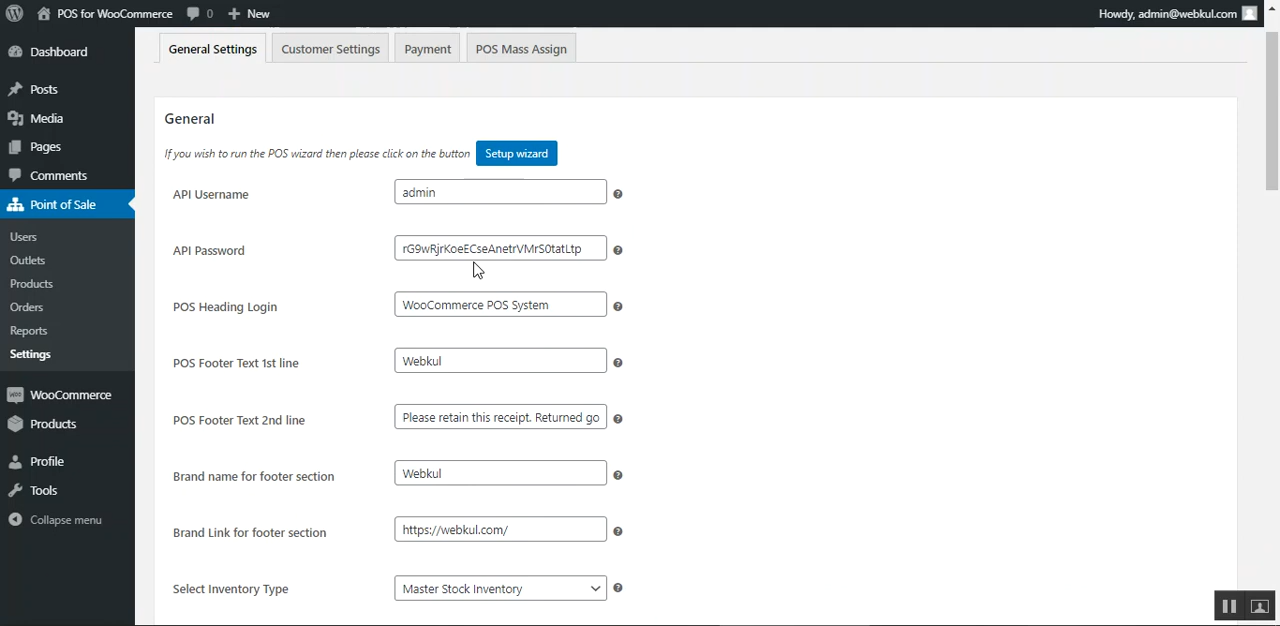 POS for WooCommerce 0 New Howdy, admin@webkul.com
Dashboard
Posts
Media
Pages
Comments
Point of Sale
Users
Outlets
Products
Orders
Reports
Settings
WooCommerce
Products
Profile
Tools
Collapse menu
General Settings Customer Settings Payment POS Mass Assign
General
If you wish to run the POS wizard then please click on the button Setup wizard
API Username admin
API Password rG9wRjrKoeECseAnetrVMrS0tatLtp
POS Heading Login WooCommerce POS System
POS Footer Text 1st line Webkul
POS Footer Text 2nd line Please retain this receipt. Returned go
Brand name for footer section Webkul
Brand Link for footer section https://webkul.com/
Select Inventory Type Master Stock Inventory